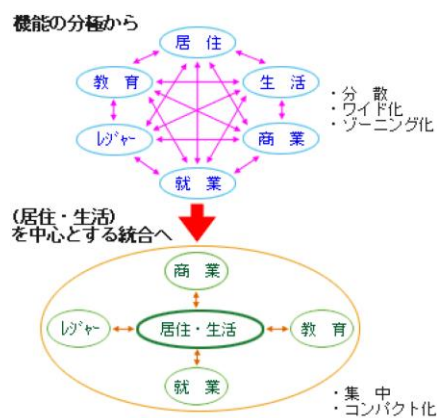 機能の分極から
居　住
教　育
生　活
・分　散
・ワイド化
・ゾーニング化
ﾚｼﾞｬｰ
商　業
就　業
(居住・生活)
を中心とする統合へ
商　業
ﾚｼﾞｬｰ
居住・生活
教　育
就　業
・集　中
・コンパクト化